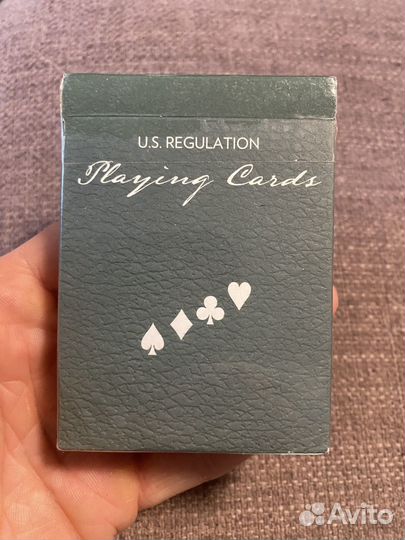 U.S. REGULATION
Playing Cards
Avito